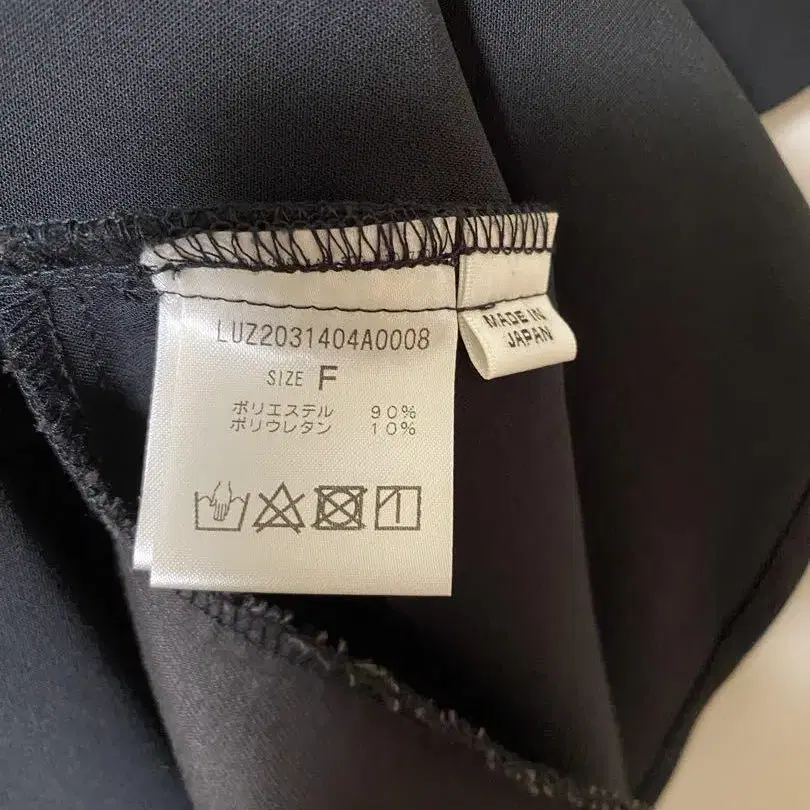 LUZ2031404A0008
SIZE F
ポリエステル 90%
ポリウレタン 10%
MADE IN
JAPAN